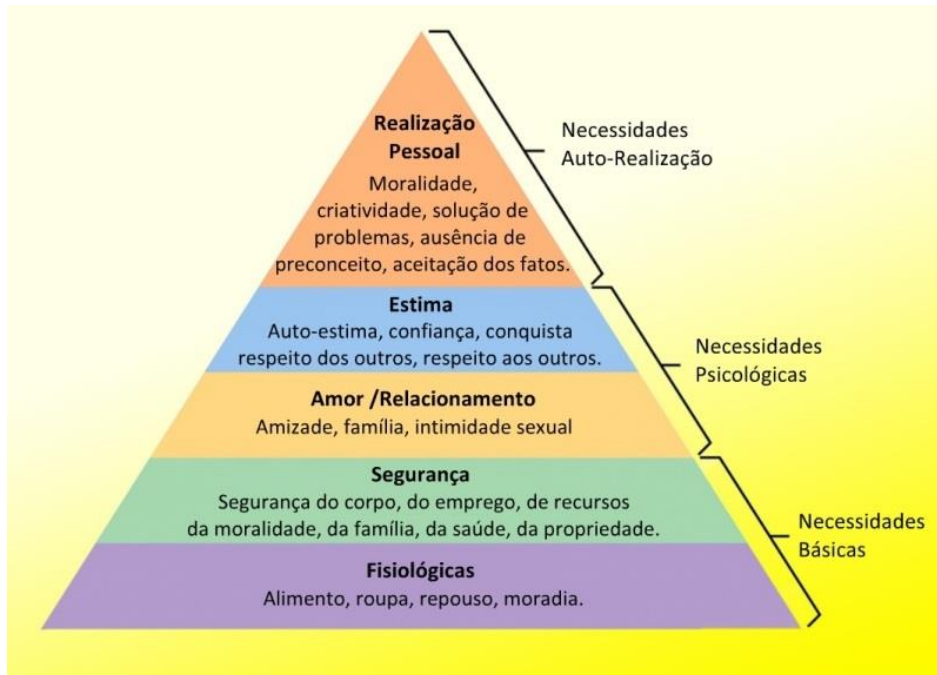 Realização
Pessoal
Moralidade,
criatividade, solução de
problemas, ausência de
preconceito, aceitação dos fatos.
Necessidades
Auto-Realização
Estima
Auto-estima, confiança, conquista
respeito dos outros, respeito aos outros.
Necessidades
Psicológicas
Amor /Relacionamento
Amizade, família, intimidade sexual
Segurança
Segurança do corpo, do emprego, de recursos
da moralidade, da família, da saúde, da propriedade.
Necessidades
Básicas
Fisiológicas
Alimento, roupa, repouso, moradia.